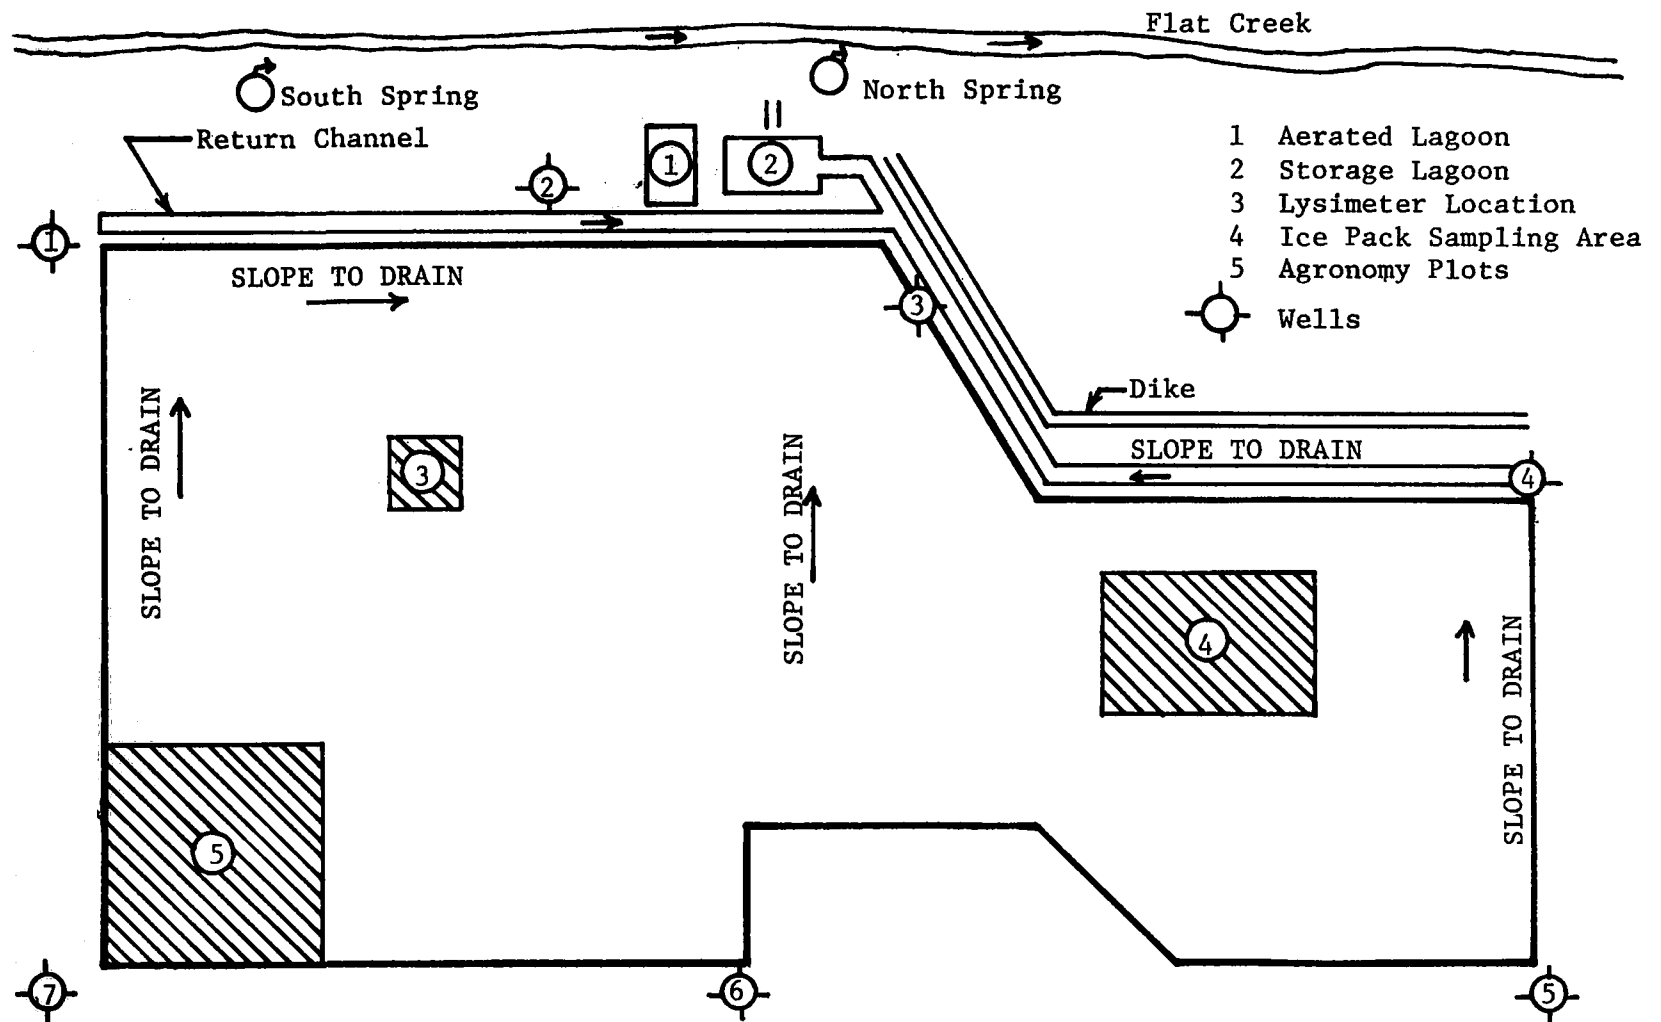 Flat Creek
South Spring
North Spring
Return Channel
1 Aerated Lagoon
2 Storage Lagoon
3 Lysimeter Location
4 Ice Pack Sampling Area
5 Agronomy Plots
Wells
1
2
1
2
SLOPE TO DRAIN
3
Dike
SLOPE TO DRAIN
4
SLOPE TO DRAIN
3
SLOPE TO DRAIN
4
SLOPE TO DRAIN
5
7
6
5